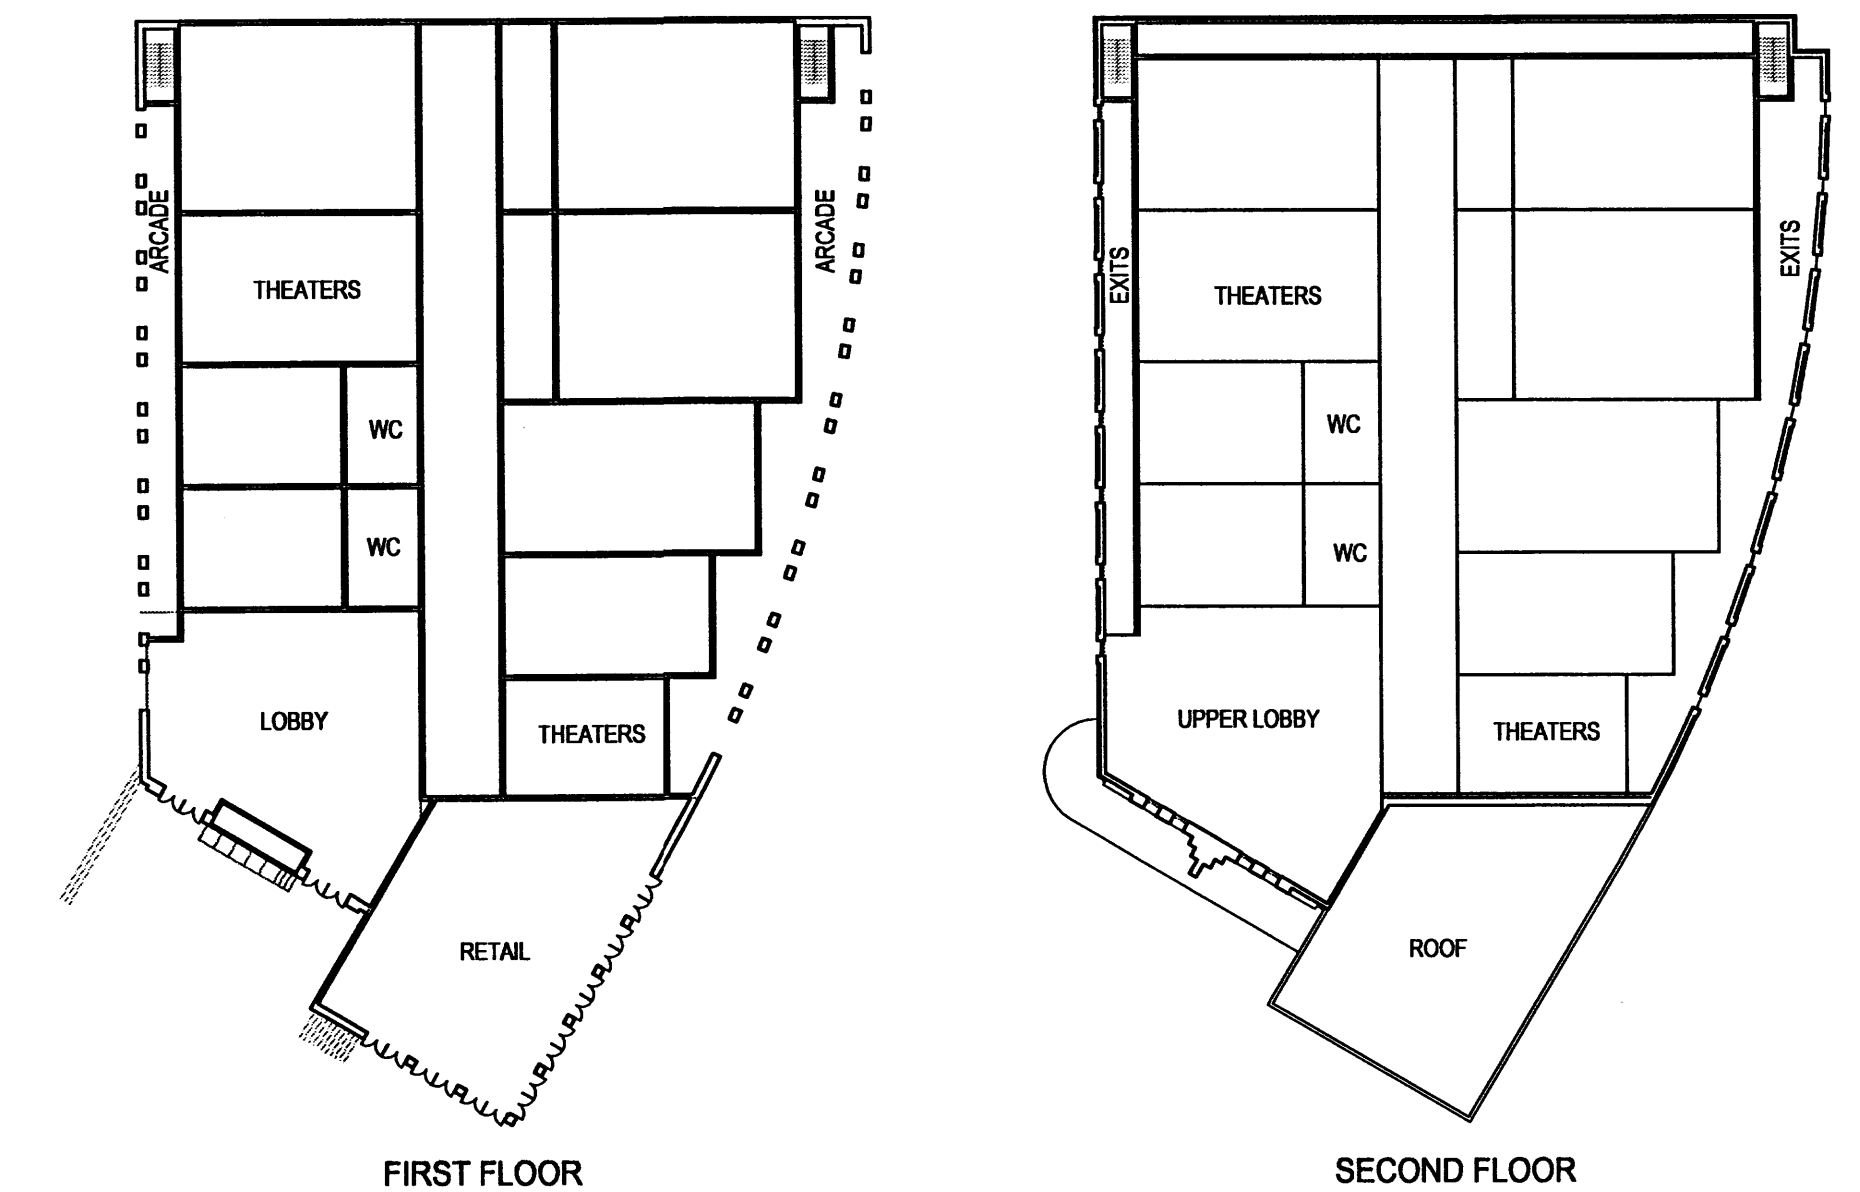 ARCADE
ARCADE
THEATERS
WC
WC
LOBBY
THEATERS
RETAIL
FIRST FLOOR
EXITS
EXITS
THEATERS
WC
WC
UPPER LOBBY
THEATERS
ROOF
SECOND FLOOR